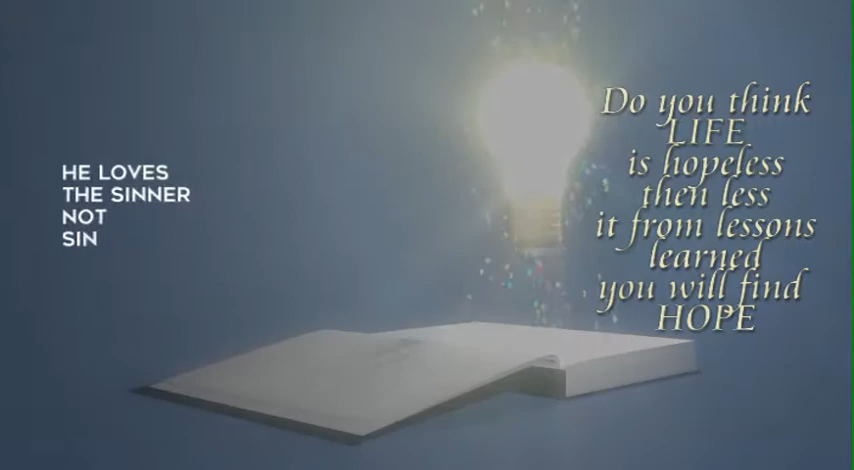 HE LOVES
THE SINNER
NOT
SIN
Do you think
LIFE
is hopeless
then less
it from lessons
learned
you will find
HOPE